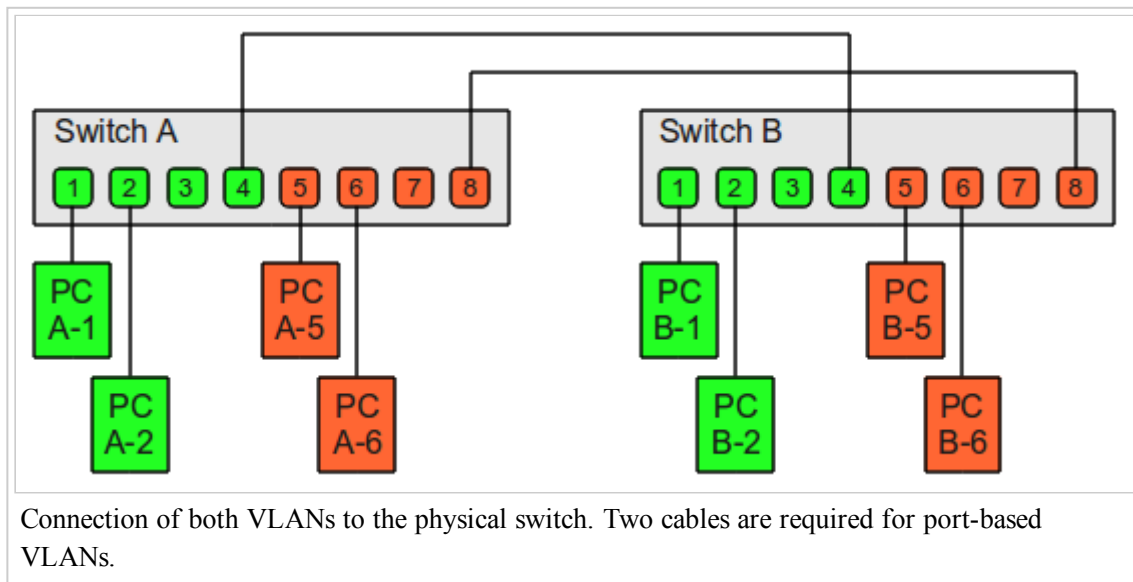 Switch A
Switch B
1 2 3 4 5 6 7 8
1 2 3 4 5 6 7 8
PC
A-1
PC
A-5
PC
B-1
PC
B-5
PC
A-2
PC
A-6
PC
B-2
PC
B-6
Connection of both VLANs to the physical switch. Two cables are required for port-based
VLANs.